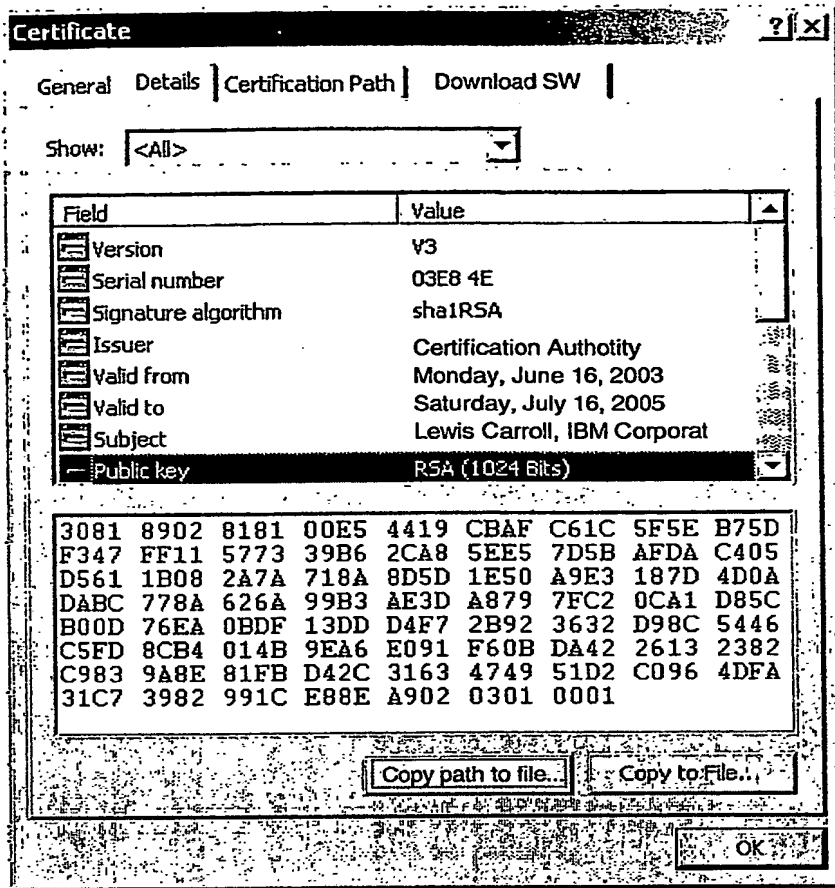 Certificate
General Details Certification Path Download SW
Show: <All>
Field Value
Version V3
Serial number 03E8 4E
Signature algorithm sha1RSA
Issuer Certification Authotity
Valid from Monday, June 16, 2003
Valid to Saturday, July 16, 2005
Subject Lewis Carroll, IBM Corporat
Public key RSA (1024 Bits)
3081 8902 8181 00E5 4419 CBAF C61C 5F5E B75D
F347 FF11 5773 39B6 2CA8 5EE5 7D5B AFDA C405
D561 1B08 2A7A 718A 8D5D 1E50 A9E3 187D 4D0A
DABC 778A 626A 99B3 AE3D A879 7FC2 0CA1 D85C
B00D 76EA 0BDF 13DD D4F7 2B92 3632 D98C 5446
C5FD 8CB4 014B 9EA6 E091 F60B DA42 2613 2382
C983 9A8E 81FB D42C 3163 4749 51D2 C096 4DFA
31C7 3982 991C E88E A902 0301 0001
Copy path to file... Copy to File...
OK